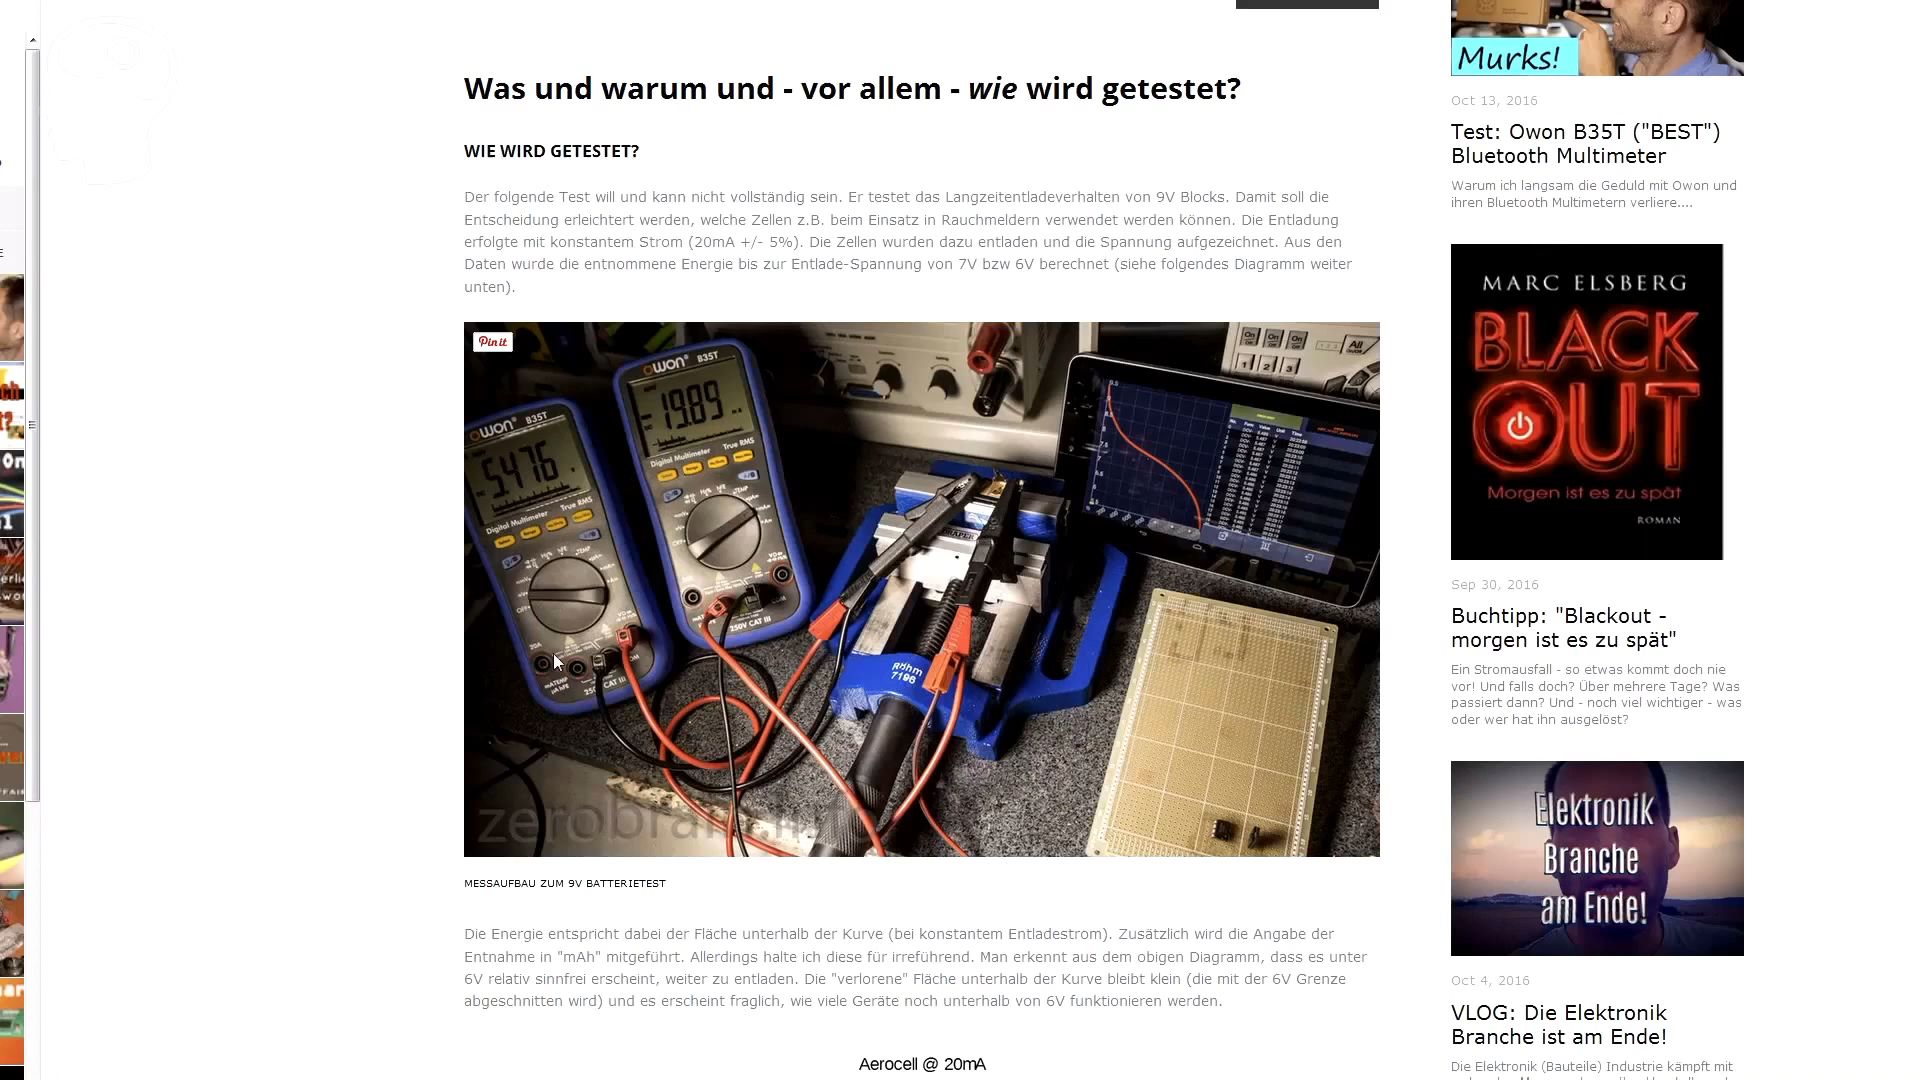 Was und warum und - vor allem - wie wird getestet?
WIE WIRD GETESTET?
Der folgende Test will und kann nicht vollständig sein. Er testet das Langzeitentladeverhalten von 9V Blocks. Damit soll die
Entscheidung erleichtert werden, welche Zellen z.B. beim Einsatz in Rauchmeldern verwendet werden können. Die Entladung
erfolgte mit konstantem Strom (20mA +/- 5%). Die Zellen wurden dazu entladen und die Spannung aufgezeichnet. Aus den
Daten wurde die entnommene Energie bis zur Entlade-Spannung von 7V bzw 6V berechnet (siehe folgendes Diagramm weiter
unten).
Pin it
OWON B35T
19.89
Digital Multimeter True RMS
250V CAT III
OWON B35T
5.476
Digital Multimeter True RMS
20A
Röhm
7196
On On On All
1 2 3
zerobrain.info
MESSAUFBAU ZUM 9V BATTERIETEST
Die Energie entspricht dabei der Fläche unterhalb der Kurve (bei konstantem Entladestrom). Zusätzlich wird die Angabe der
Entnahme in "mAh" mitgeführt. Allerdings halte ich diese für irreführend. Man erkennt aus dem obigen Diagramm, dass es unter
6V relativ sinnfrei erscheint, weiter zu entladen. Die "verlorene" Fläche unterhalb der Kurve bleibt klein (die mit der 6V Grenze
abgeschnitten wird) und es erscheint fraglich, wie viele Geräte noch unterhalb von 6V funktionieren werden.
Aerocell @ 20mA
Murks!
Oct 13, 2016
Test: Owon B35T ("BEST")
Bluetooth Multimeter
Warum ich langsam die Geduld mit Owon und
ihren Bluetooth Multimetern verliere....
MARC ELSBERG
BLACK
OUT
Morgen ist es zu spät
ROMAN
Sep 30, 2016
Buchtipp: "Blackout -
morgen ist es zu spät"
Ein Stromausfall - so etwas kommt doch nie
vor! Und falls doch? Über mehrere Tage? Was
passiert dann? Und - noch viel wichtiger - was
oder wer hat ihn ausgelöst?
Elektronik
Branche
am Ende!
Oct 4, 2016
VLOG: Die Elektronik
Branche ist am Ende!
Die Elektronik (Bauteile) Industrie kämpft mit